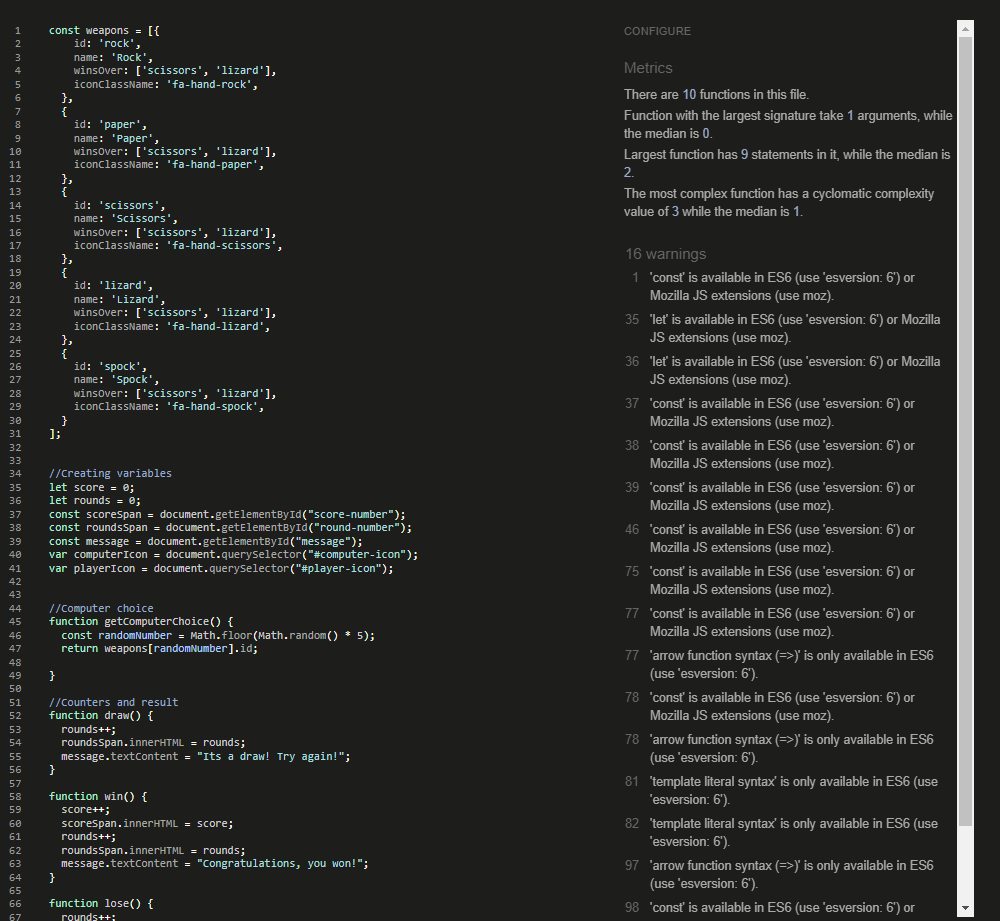 1 const weapons = [{
2 id: 'rock',
3 name: 'Rock',
4 winsOver: ['scissors', 'lizard'],
5 iconClassName: 'fa-hand-rock',
6 },
7 {
8 id: 'paper',
9 name: 'Paper',
10 winsOver: ['scissors', 'lizard'],
11 iconClassName: 'fa-hand-paper',
12 },
13 {
14 id: 'scissors',
15 name: 'Scissors',
16 winsOver: ['scissors', 'lizard'],
17 iconClassName: 'fa-hand-scissors',
18 },
19 {
20 id: 'lizard',
21 name: 'Lizard',
22 winsOver: ['scissors', 'lizard'],
23 iconClassName: 'fa-hand-lizard',
24 },
25 {
26 id: 'spock',
27 name: 'Spock',
28 winsOver: ['scissors', 'lizard'],
29 iconClassName: 'fa-hand-spock',
30 }
31 ];
32
33
34 //Creating variables
35 let score = 0;
36 let rounds = 0;
37 const scoreSpan = document.getElementById("score-number");
38 const roundsSpan = document.getElementById("round-number");
39 const message = document.getElementById("message");
40 var computerIcon = document.querySelector("#computer-icon");
41 var playerIcon = document.querySelector("#player-icon");
42
43
44 //Computer choice
45 function getComputerChoice() {
46 const randomNumber = Math.floor(Math.random() * 5);
47 return weapons[randomNumber].id;
48
49 }
50
51 //Counters and result
52 function draw() {
53 rounds++;
54 roundsSpan.innerHTML = rounds;
55 message.textContent = "Its a draw! Try again!";
56 }
57
58 function win() {
59 score++;
60 scoreSpan.innerHTML = score;
61 rounds++;
62 roundsSpan.innerHTML = rounds;
63 message.textContent = "Congratulations, you won!";
64 }
65
66 function lose() {
67 rounds++;
CONFIGURE
Metrics
There are 10 functions in this file.
Function with the largest signature take 1 arguments, while
the median is 0.
Largest function has 9 statements in it, while the median is
2.
The most complex function has a cyclomatic complexity
value of 3 while the median is 1.
16 warnings
1 'const' is available in ES6 (use 'esversion: 6') or
Mozilla JS extensions (use moz).
35 'let' is available in ES6 (use 'esversion: 6') or Mozilla
JS extensions (use moz).
36 'let' is available in ES6 (use 'esversion: 6') or Mozilla
JS extensions (use moz).
37 'const' is available in ES6 (use 'esversion: 6') or
Mozilla JS extensions (use moz).
38 'const' is available in ES6 (use 'esversion: 6') or
Mozilla JS extensions (use moz).
39 'const' is available in ES6 (use 'esversion: 6') or
Mozilla JS extensions (use moz).
46 'const' is available in ES6 (use 'esversion: 6') or
Mozilla JS extensions (use moz).
75 'const' is available in ES6 (use 'esversion: 6') or
Mozilla JS extensions (use moz).
77 'const' is available in ES6 (use 'esversion: 6') or
Mozilla JS extensions (use moz).
77 'arrow function syntax (=>)' is only available in ES6
(use 'esversion: 6').
78 'const' is available in ES6 (use 'esversion: 6') or
Mozilla JS extensions (use moz).
78 'arrow function syntax (=>)' is only available in ES6
(use 'esversion: 6').
81 'template literal syntax' is only available in ES6 (use
'esversion: 6').
82 'template literal syntax' is only available in ES6 (use
'esversion: 6').
97 'arrow function syntax (=>)' is only available in ES6
(use 'esversion: 6').
98 'const' is available in ES6 (use 'esversion: 6') or